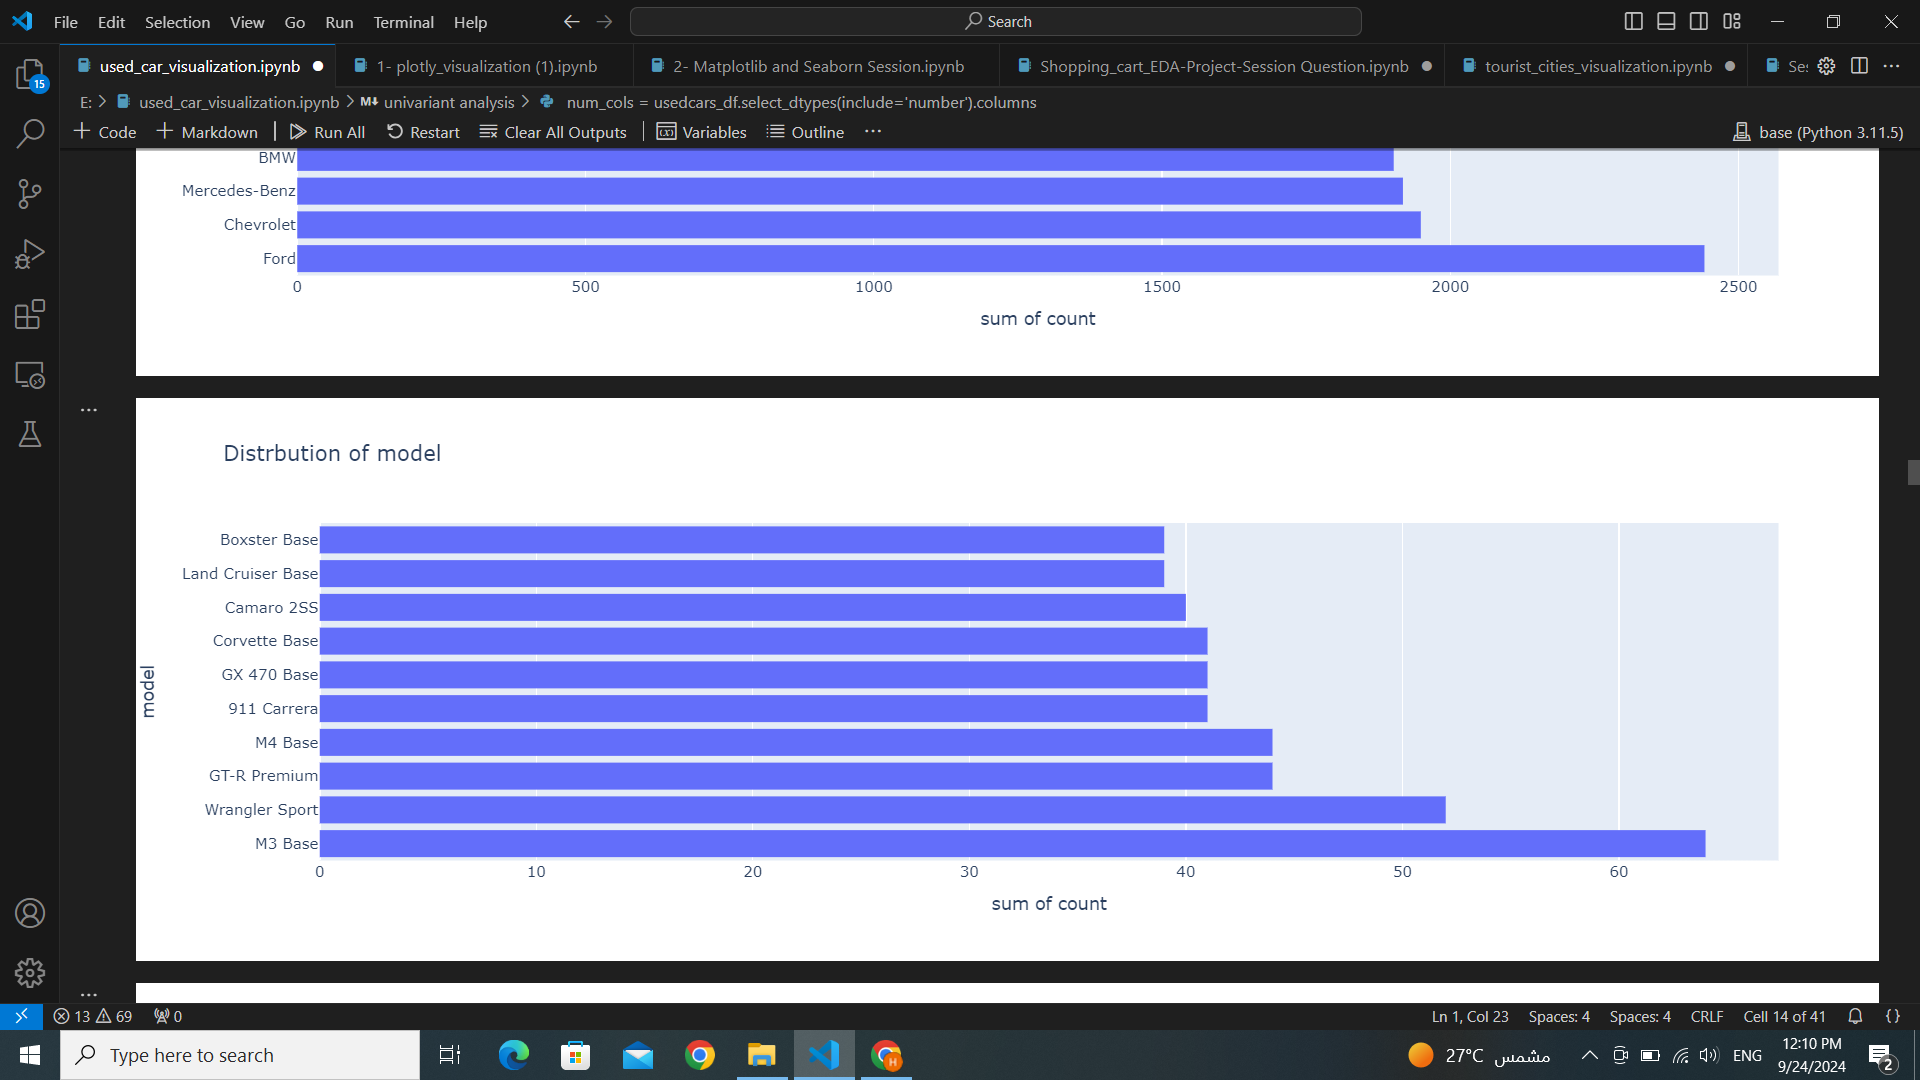 File Edit Selection View Go Run Terminal Help
Search
used_car_visualization.ipynb
1- plotly_visualization (1).ipynb
2- Matplotlib and Seaborn Session.ipynb
Shopping_cart_EDA-Project-Session Question.ipynb
tourist_cities_visualization.ipynb
15
E: > used_car_visualization.ipynb > M↓ univariant analysis > num_cols = usedcars_df.select_dtypes(include='number').columns
+ Code + Markdown | Run All Restart Clear All Outputs | Variables Outline ...
base (Python 3.11.5)
BMW
Mercedes-Benz
Chevrolet
Ford
0 500 1000 1500 2000 2500
sum of count
Distrbution of model
Boxster Base
Land Cruiser Base
Camaro 2SS
Corvette Base
GX 470 Base
911 Carrera
M4 Base
GT-R Premium
Wrangler Sport
M3 Base
model
0 10 20 30 40 50 60
sum of count
13 69 0
Ln 1, Col 23 Spaces: 4 Spaces: 4 CRLF Cell 14 of 41 {}
Type here to search
H
27°C مشمس
ENG
12:10 PM
9/24/2024
2